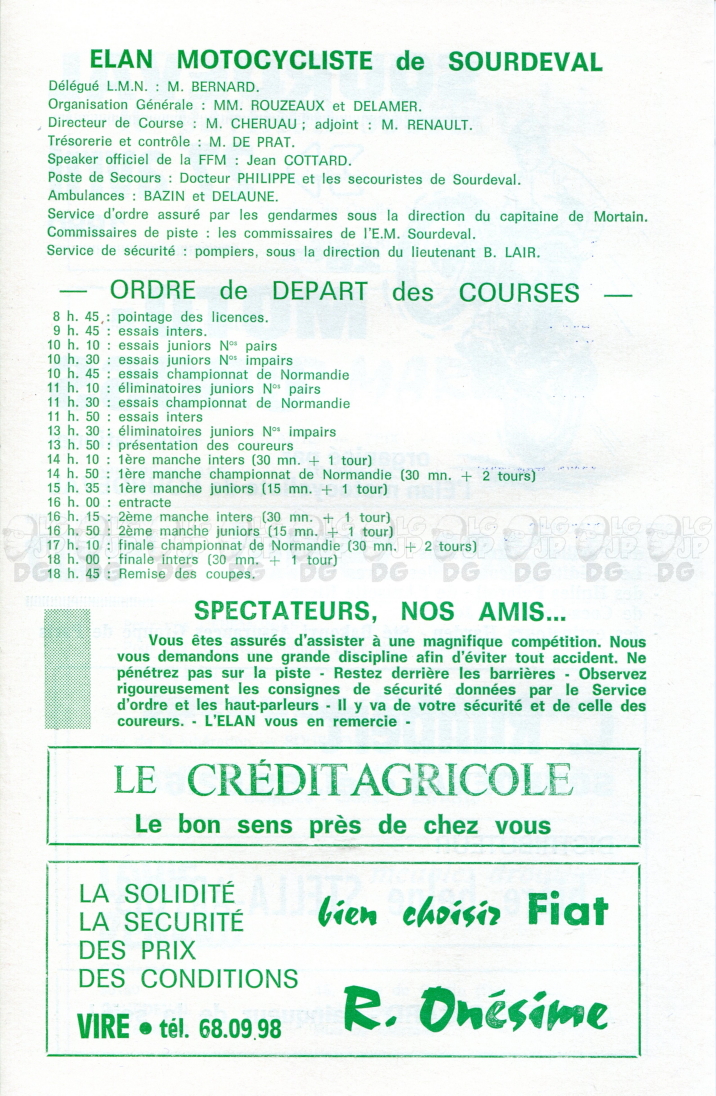 ELAN MOTOCYCLISTE de SOURDEVAL
Délégué L.M.N. : M. BERNARD.
Organisation Générale : MM. ROUZEAUX et DELAMER.
Directeur de Course : M. CHERUAU ; adjoint : M. RENAULT.
Trésorerie et contrôle : M. DE PRAT.
Speaker officiel de la FFM : Jean COTTARD.
Poste de Secours : Docteur PHILIPPE et les secouristes de Sourdeval.
Ambulances : BAZIN et DELAUNE.
Service d'ordre assuré par les gendarmes sous la direction du capitaine de Mortain.
Commissaires de piste : les commissaires de l'E.M. Sourdeval.
Service de sécurité : pompiers, sous la direction du lieutenant B. LAIR.
— ORDRE de DEPART des COURSES —
8 h. 45 : pointage des licences.
9 h. 45 : essais inters.
10 h. 10 : essais juniors Nos pairs
10 h. 30 : essais juniors Nos impairs
10 h. 45 : essais championnat de Normandie
11 h. 10 : éliminatoires juniors Nos pairs
11 h. 30 : essais championnat de Normandie
11 h. 50 : essais inters
13 h. 30 : éliminatoires juniors Nos impairs
13 h. 50 : présentation des coureurs
14 h. 10 : 1ère manche inters (30 mn. + 1 tour)
14 h. 50 : 1ère manche championnat de Normandie (30 mn. + 2 tours)
15 h. 35 : 1ère manche juniors (15 mn. + 1 tour)
16 h. 00 : entracte
16 h. 15 : 2ème manche inters (30 mn. + 1 tour)
16 h. 50 : 2ème manche juniors (15 mn. + 1 tour)
17 h. 10 : finale championnat de Normandie (30 mn. + 2 tours)
18 h. 00 : finale inters (30 mn. + 1 tour)
18 h. 45 : Remise des coupes.
SPECTATEURS, NOS AMIS...
Vous êtes assurés d'assister à une magnifique compétition. Nous
vous demandons une grande discipline afin d'éviter tout accident. Ne
pénétrez pas sur la piste - Restez derrière les barrières - Observez
rigoureusement les consignes de sécurité données par le Service
d'ordre et les haut-parleurs - Il y va de votre sécurité et de celle des
coureurs. - L'ELAN vous en remercie -
LE CRÉDIT AGRICOLE
Le bon sens près de chez vous
LA SOLIDITÉ
LA SECURITÉ
DES PRIX
DES CONDITIONS
bien choisir Fiat
R. Onésime
VIRE • tél. 68.09.98